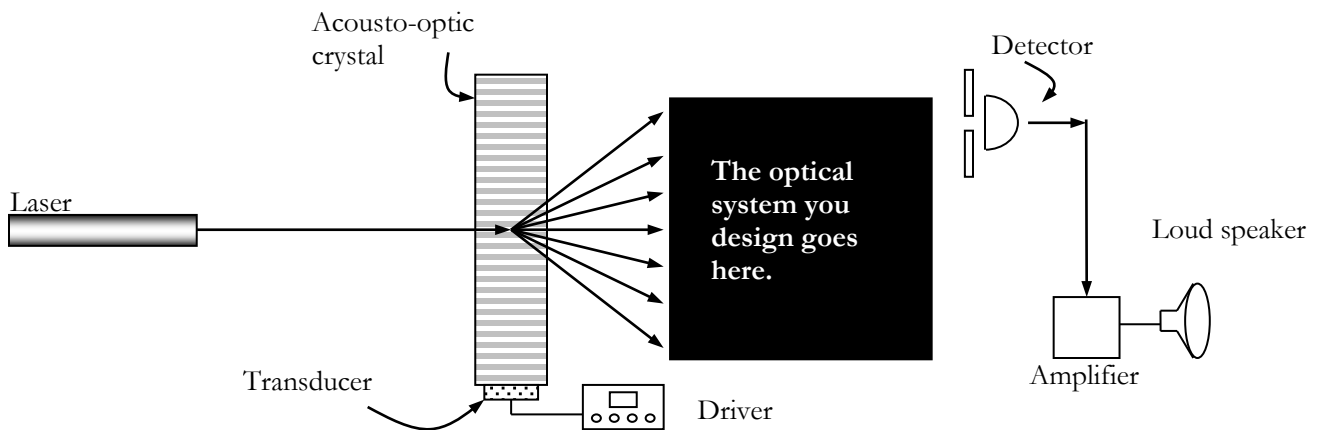 Acousto-optic
crystal
Detector
Laser
The optical
system you
design goes
here.
Loud speaker
Transducer
Driver
Amplifier